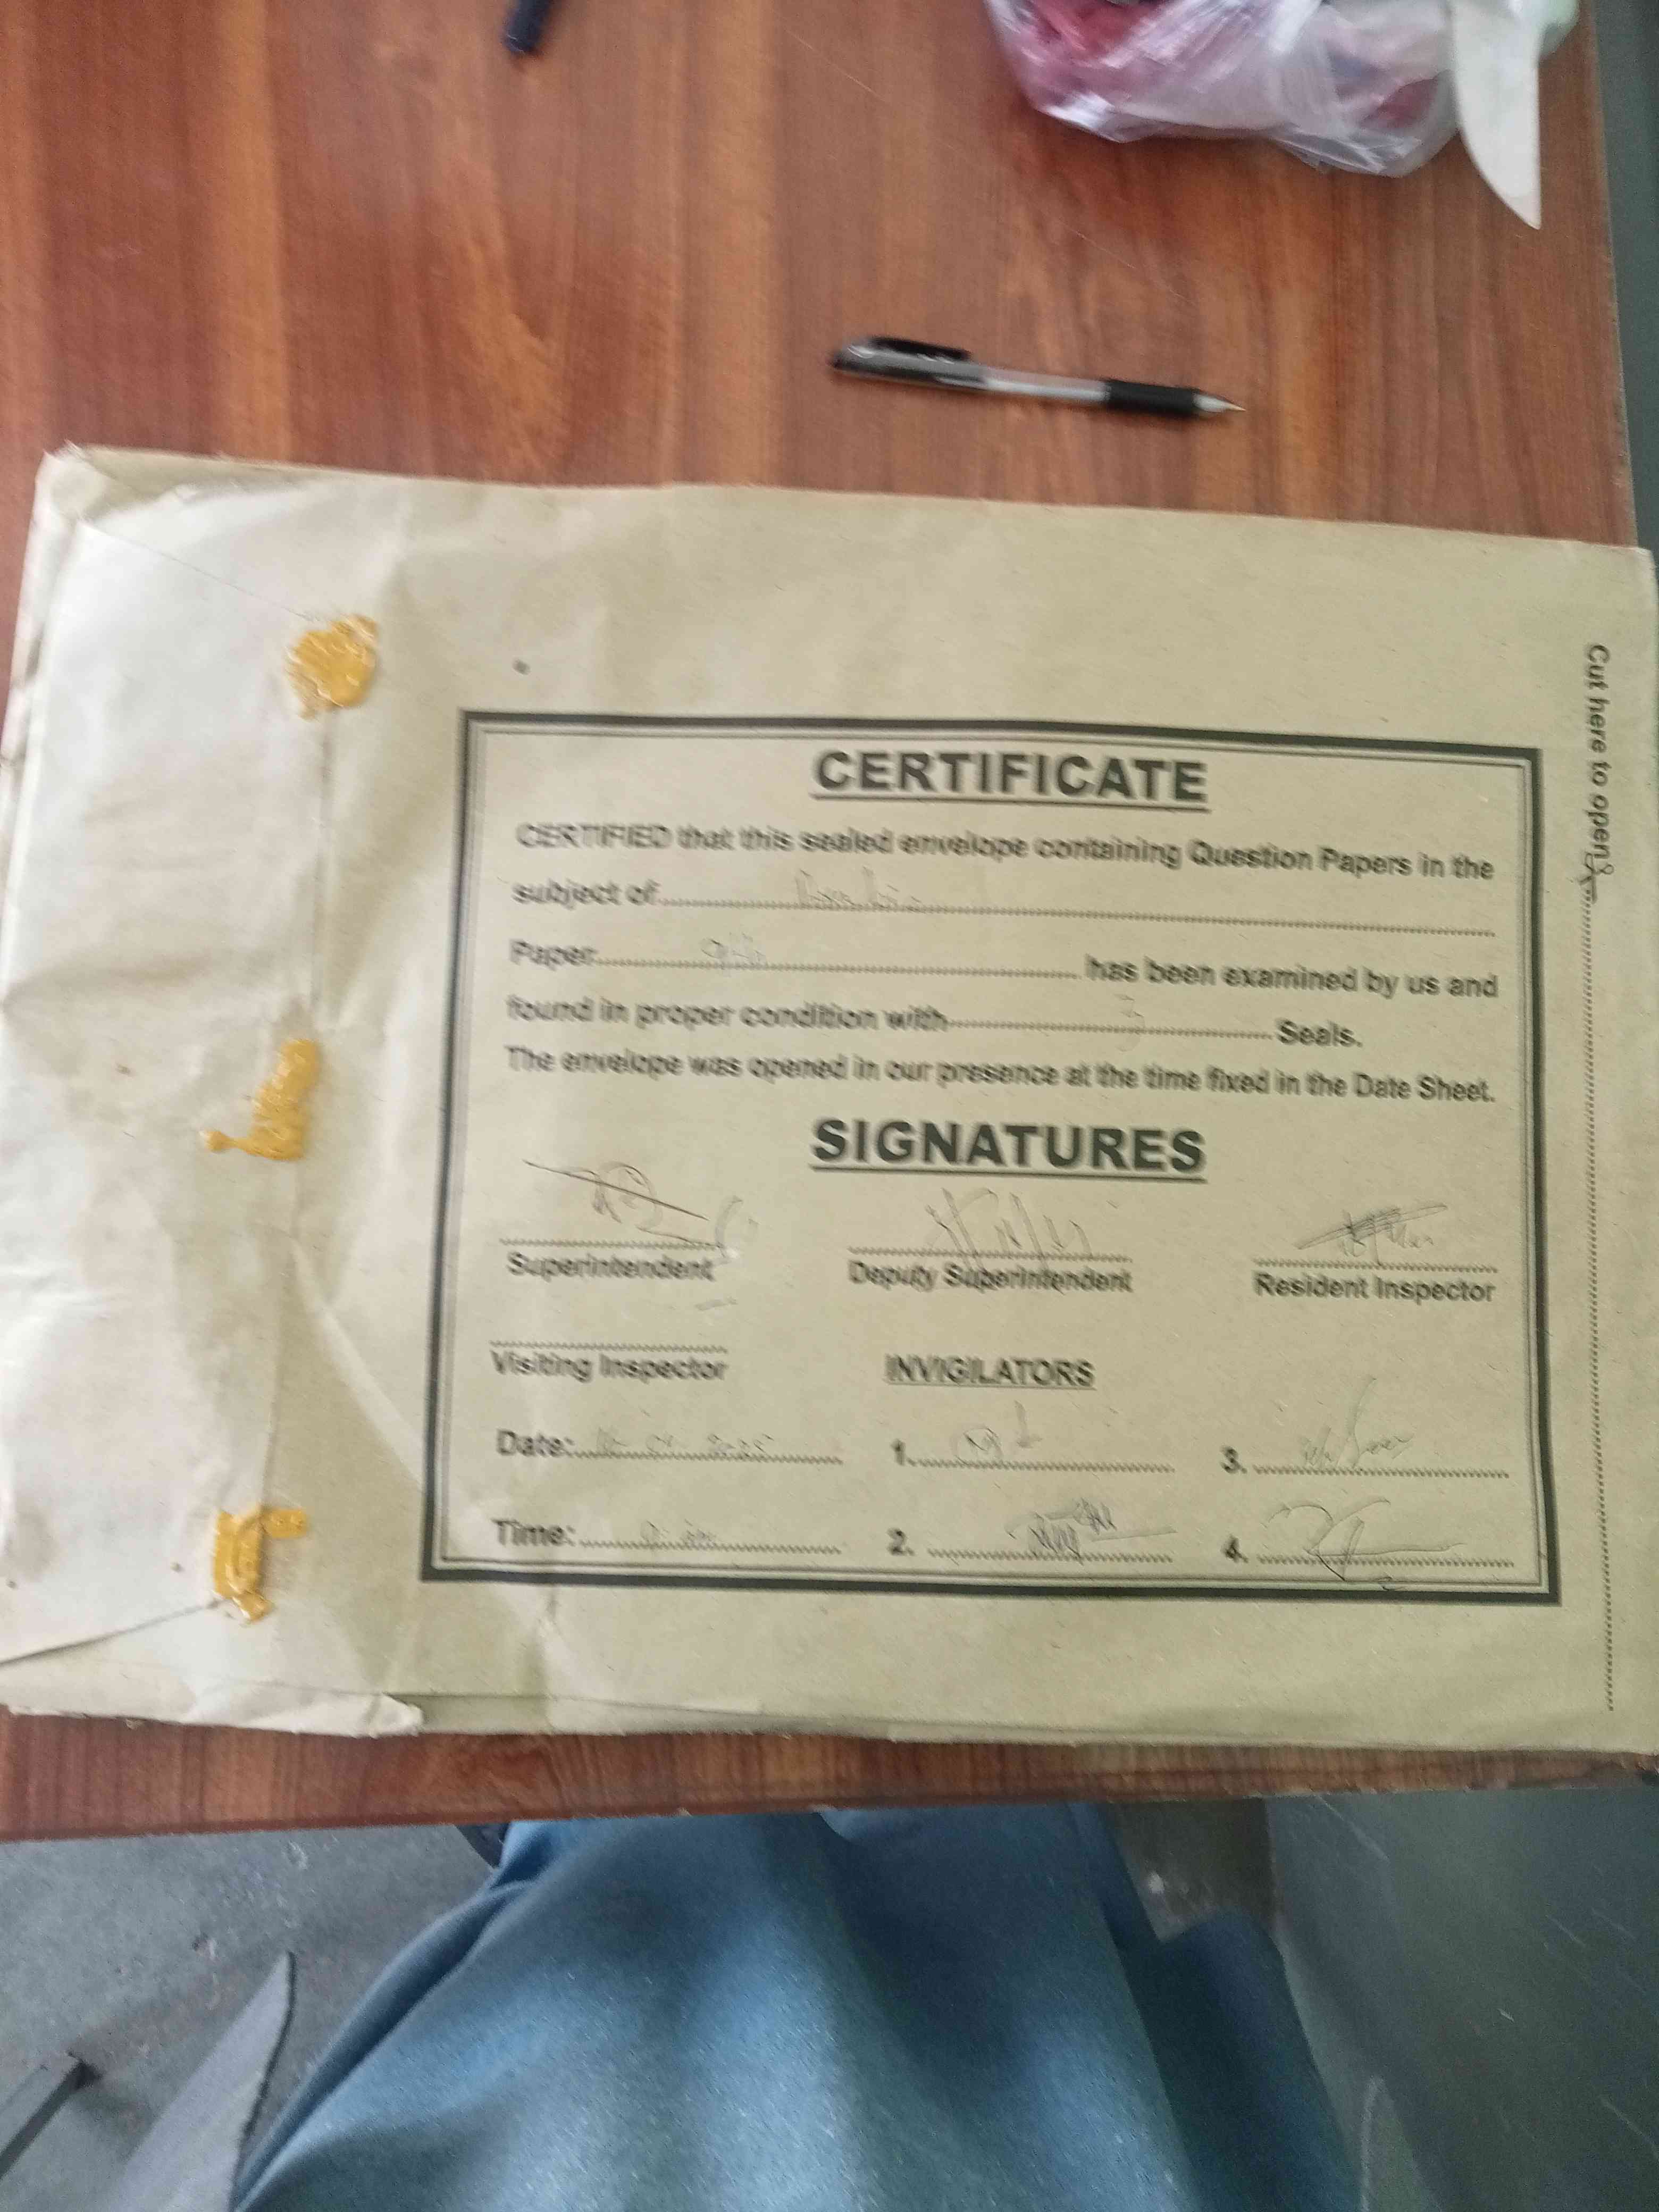 CERTIFICATE
CERTIFIED that this sealed envelope containing Question Papers in the
subject of
Paper has been examined by us and
found in proper condition with 3 Seals.
The envelope was opened in our presence at the time fixed in the Date Sheet.
SIGNATURES
Superintendent Deputy Superintendent Resident Inspector
Visiting Inspector INVIGILATORS
Date: 1. 3.
Time: 2. 4.
Cut here to open